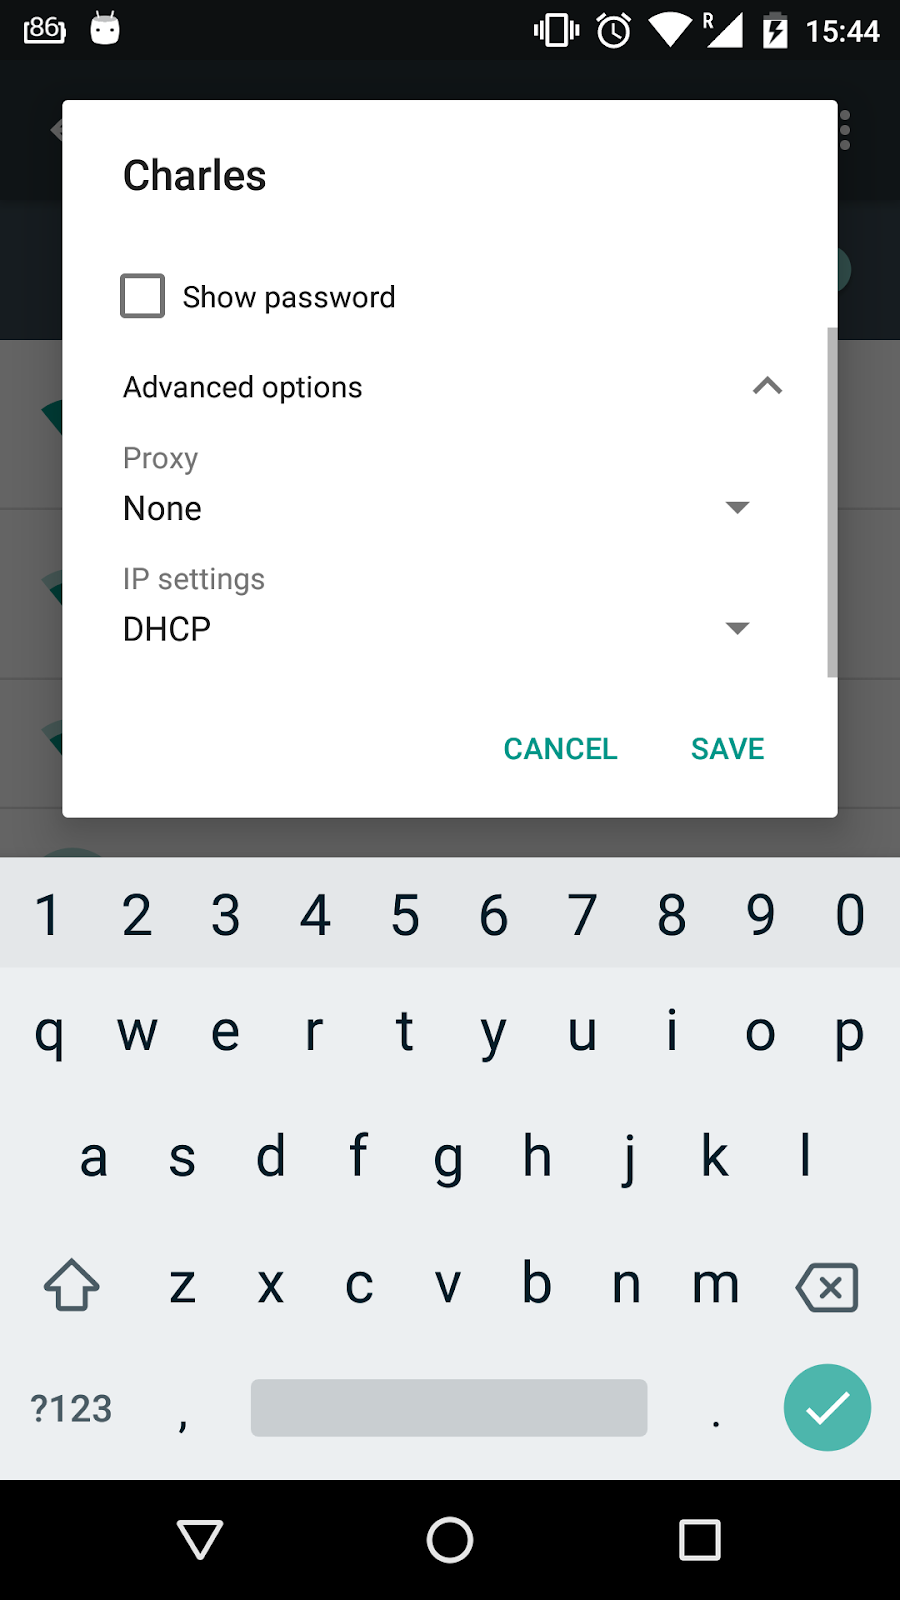 86 R 15:44
Charles
Show password
Advanced options
Proxy
None
IP settings
DHCP
CANCEL SAVE
1 2 3 4 5 6 7 8 9 0
q w e r t y u i o p
a s d f g h j k l
z x c v b n m
?123 , .